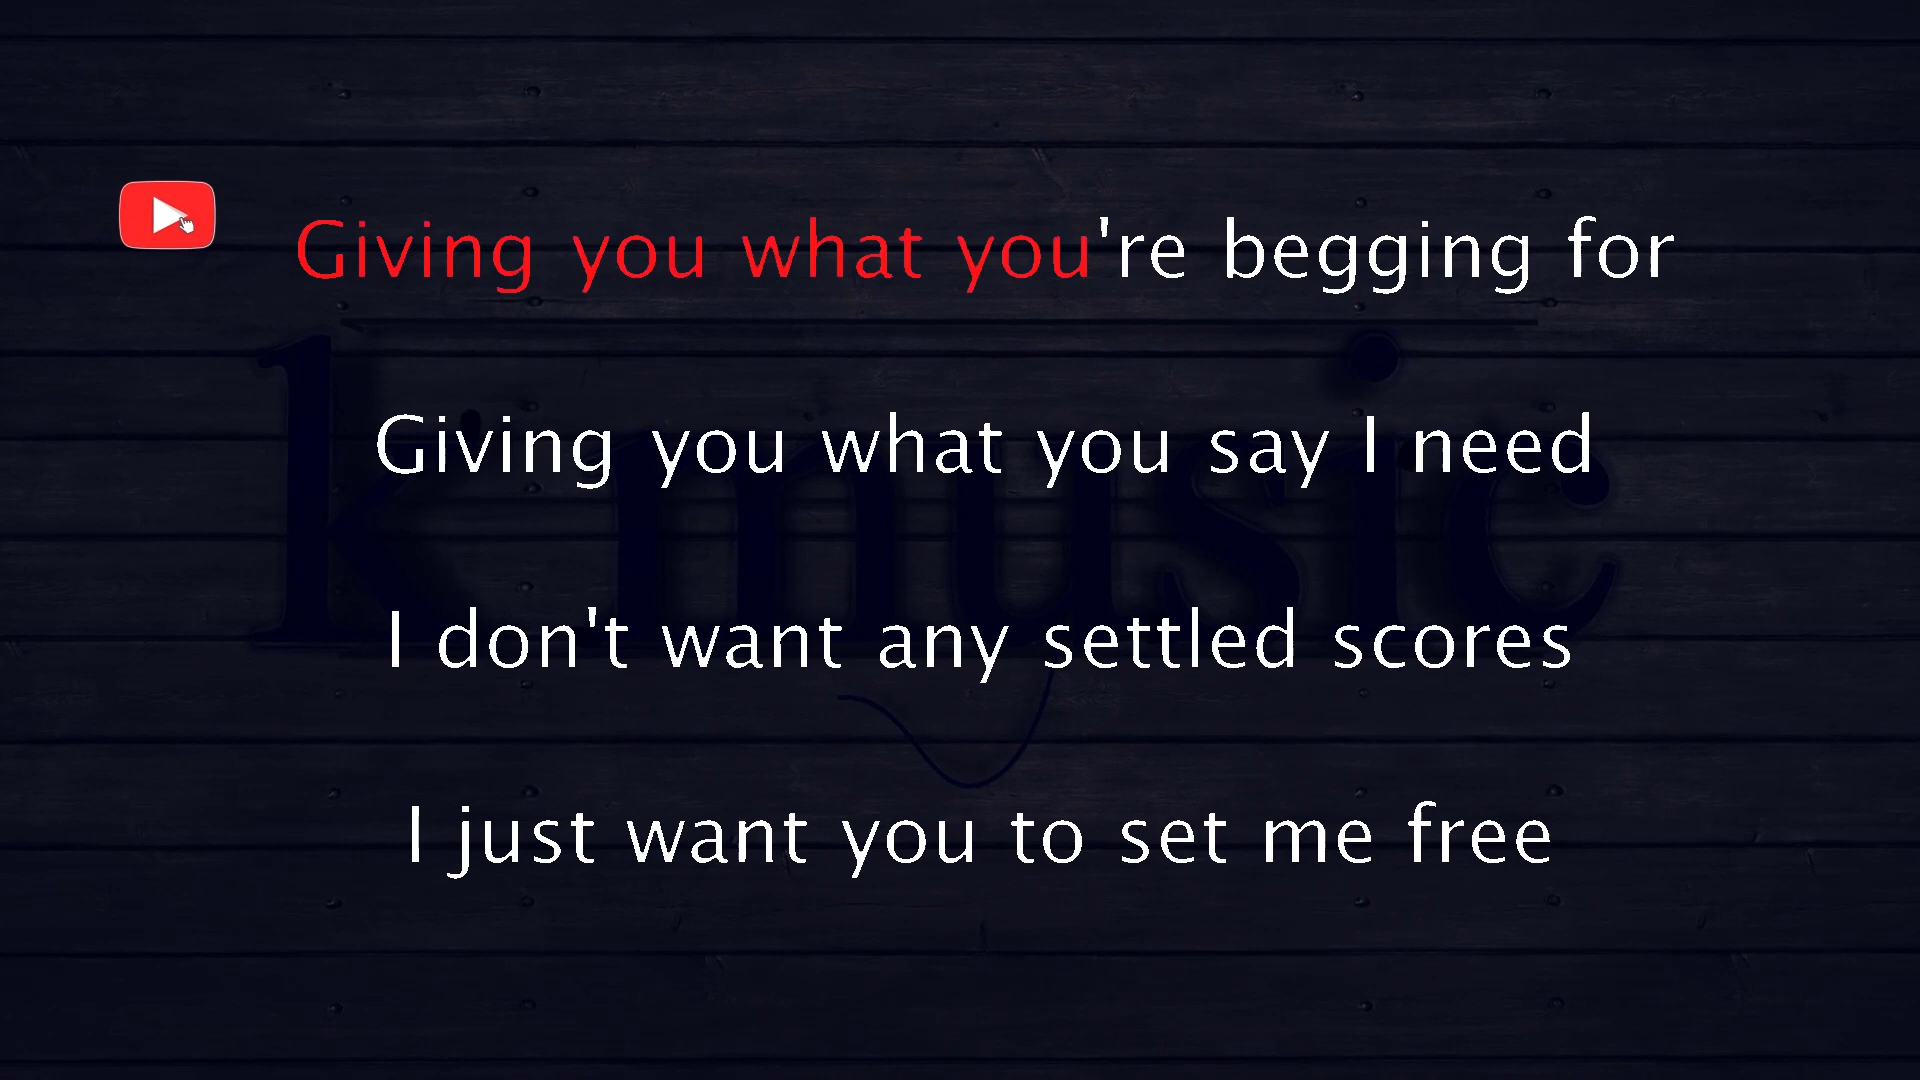 Giving you what you're begging for
k music
Giving you what you say I need
I don't want any settled scores
I just want you to set me free